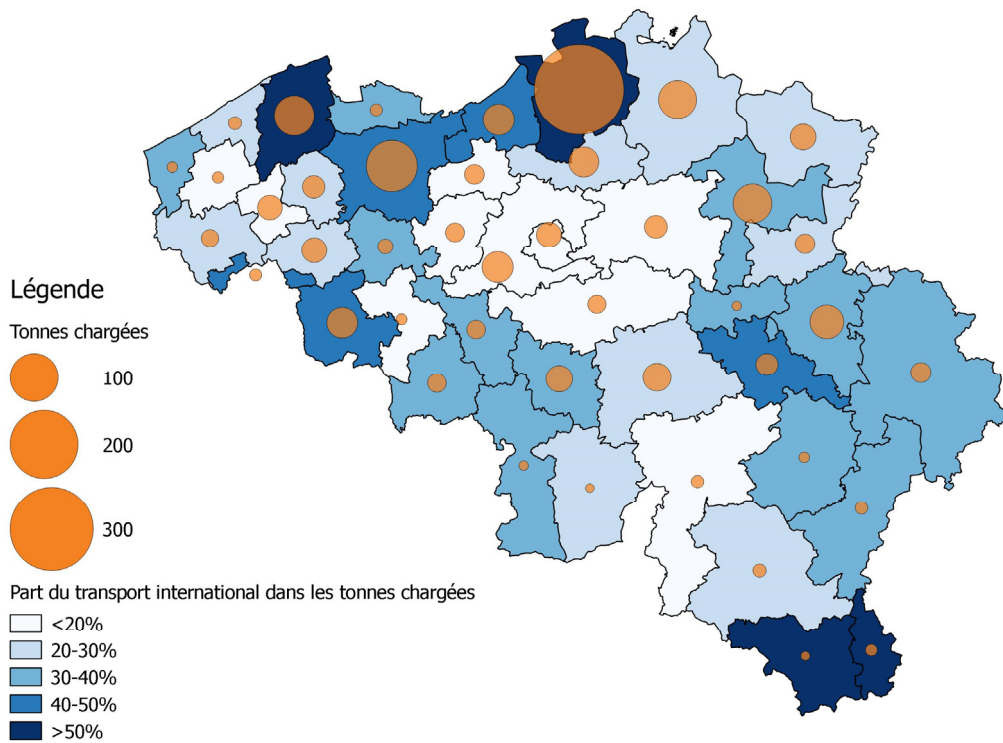 Légende
Tonnes chargées
100
200
300
Part du transport international dans les tonnes chargées
<20%
20-30%
30-40%
40-50%
>50%